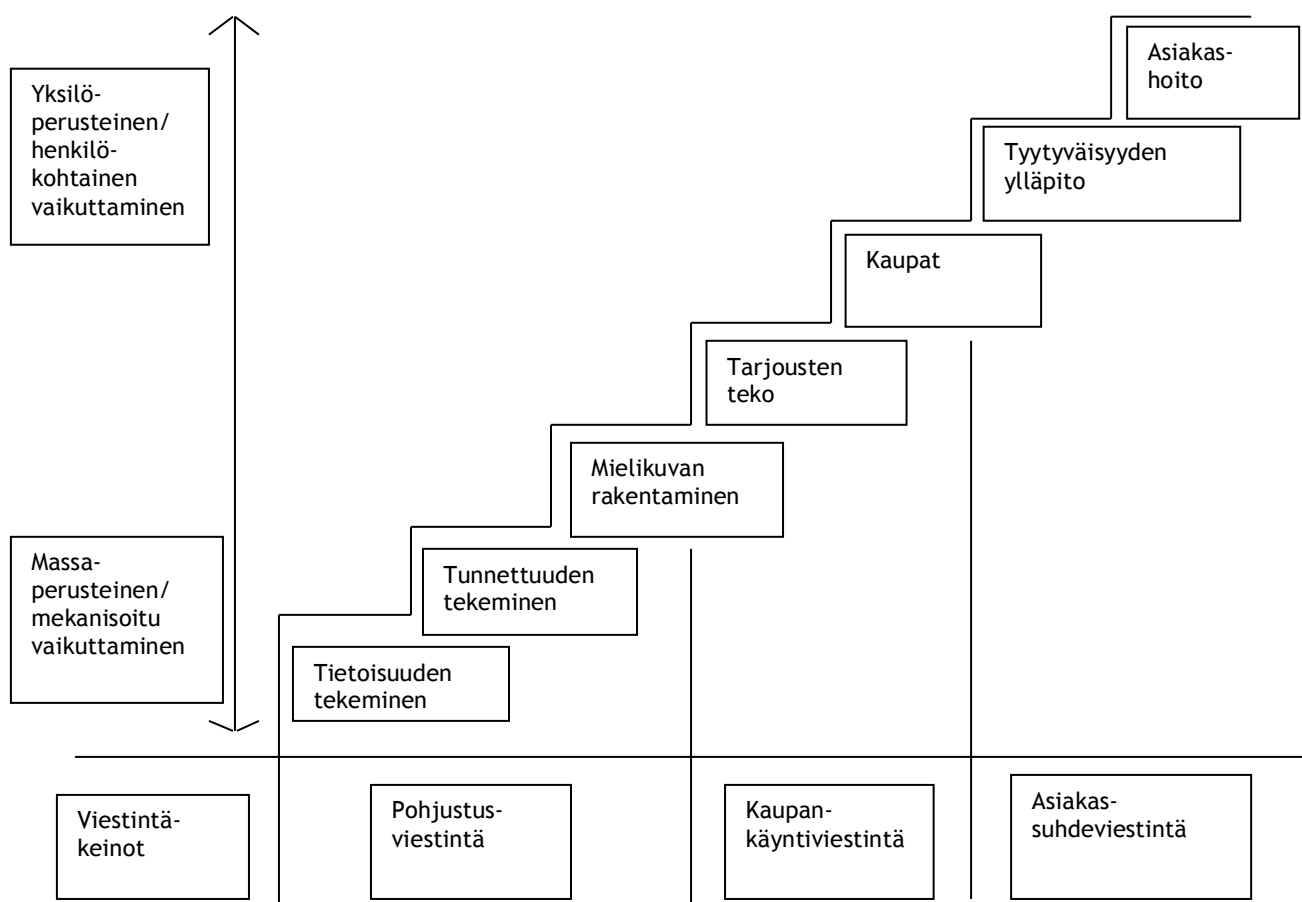 Asiakas-
hoito
Yksilö-
perusteinen/
henkilö-
kohtainen
vaikuttaminen
Tyytyväisyyden
ylläpito
Kaupat
Tarjousten
teko
Mielikuvan
rakentaminen
Massa-
perusteinen/
mekanisoitu
vaikuttaminen
Tunnettuuden
tekeminen
Tietoisuuden
tekeminen
Viestintä-
keinot
Pohjustus-
viestintä
Kaupan-
käyntiviestintä
Asiakas-
suhdeviestintä